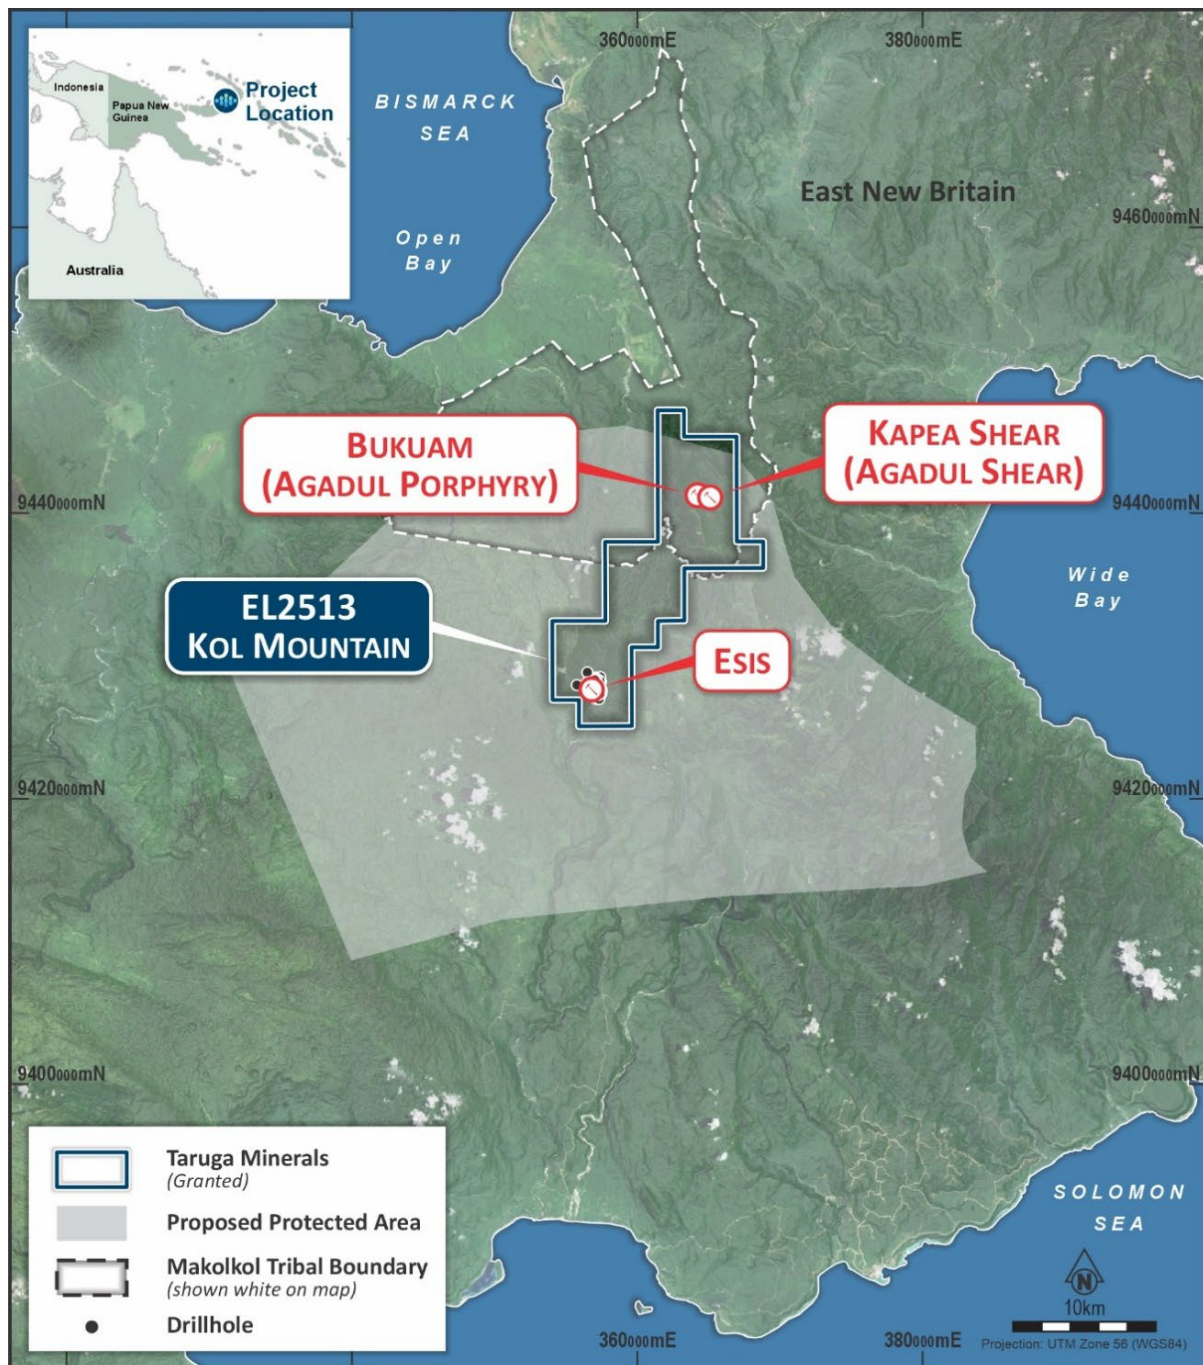 Indonesia
Papua New
Guinea
Australia
Project
Location
360000mE
380000mE
BISMARCK
SEA
Open
Bay
East New Britain
9460000mN
BUKUAM
(AGADUL PORPHYRY)
KAPEA SHEAR
(AGADUL SHEAR)
9440000mN
9440000mN
EL2513
KOL MOUNTAIN
ESIS
Wide
Bay
9420000mN
9420000mN
9400000mN
9400000mN
Taruga Minerals
(Granted)
Proposed Protected Area
Makolkol Tribal Boundary
(shown white on map)
Drillhole
SOLOMON
SEA
N
10km
360000mE
380000mE
Projection: UTM Zone 56 (WGS84)